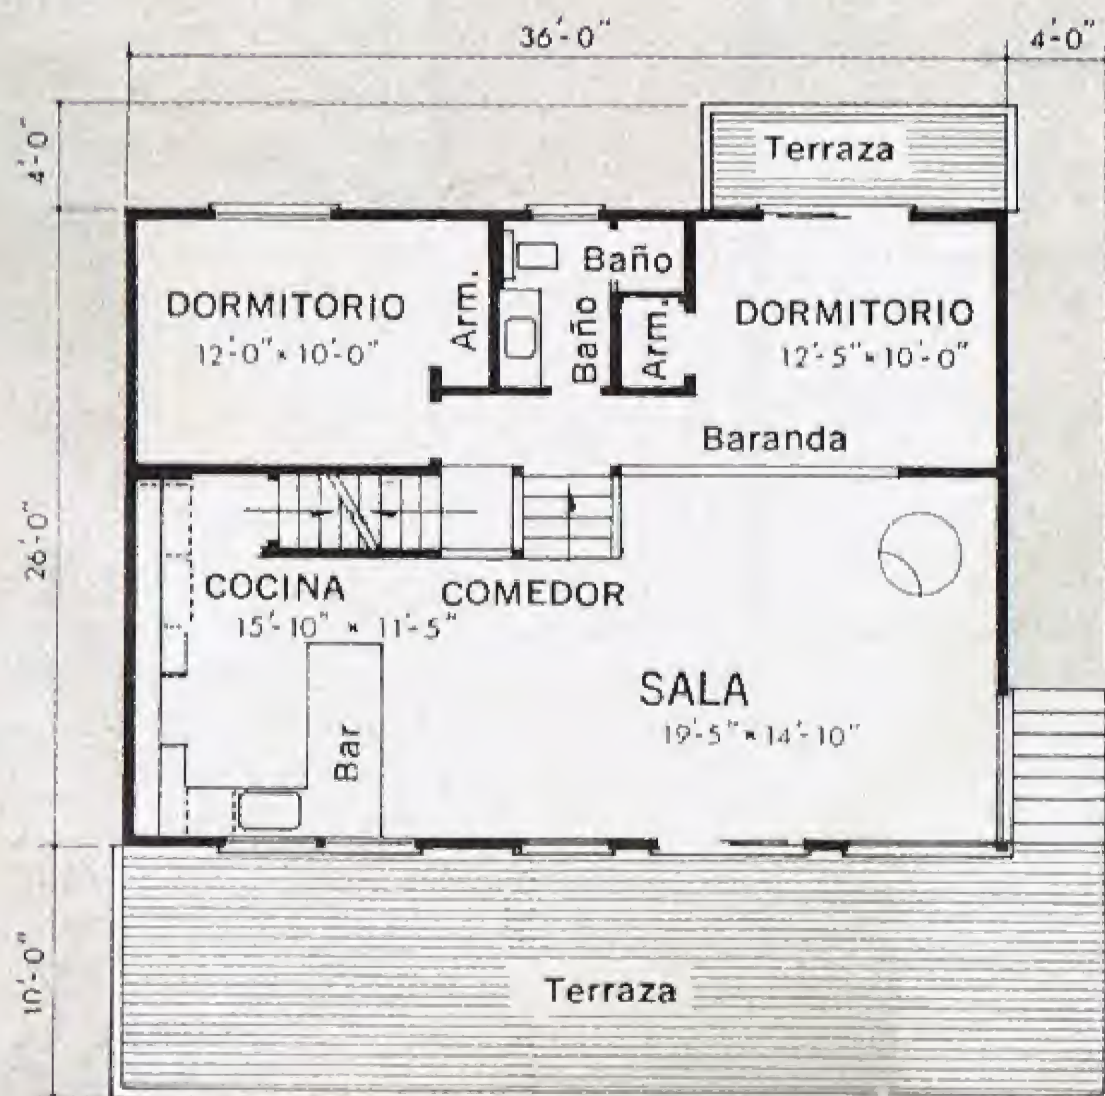 36'-0" 4'-0"
4'-0"
Terraza
Baño
DORMITORIO
12'-0" × 10'-0"
Arm.
Baño
Arm.
DORMITORIO
12'-5" × 10'-0"
Baranda
26'-0"
COCINA COMEDOR
15'-10" × 11'-5"
SALA
19'-5" × 14'-10"
Bar
10'-0"
Terraza